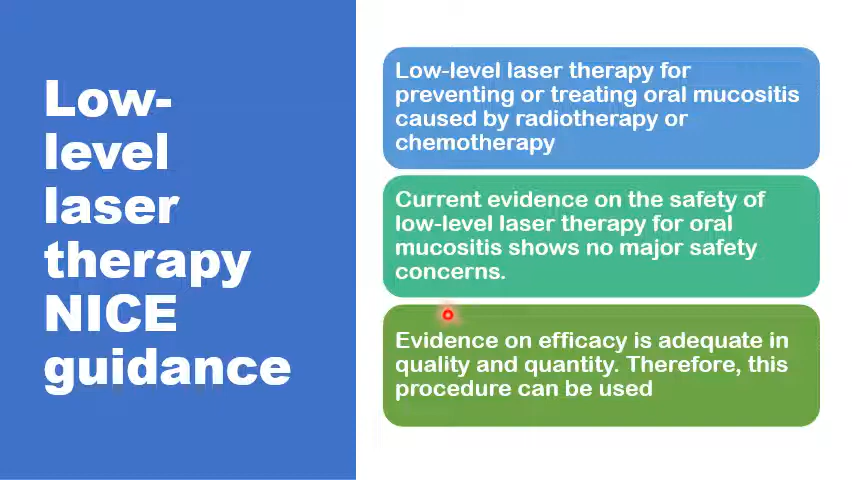 Low-
level
laser
therapy
NICE
guidance
Low-level laser therapy for
preventing or treating oral mucositis
caused by radiotherapy or
chemotherapy
Current evidence on the safety of
low-level laser therapy for oral
mucositis shows no major safety
concerns.
Evidence on efficacy is adequate in
quality and quantity. Therefore, this
procedure can be used